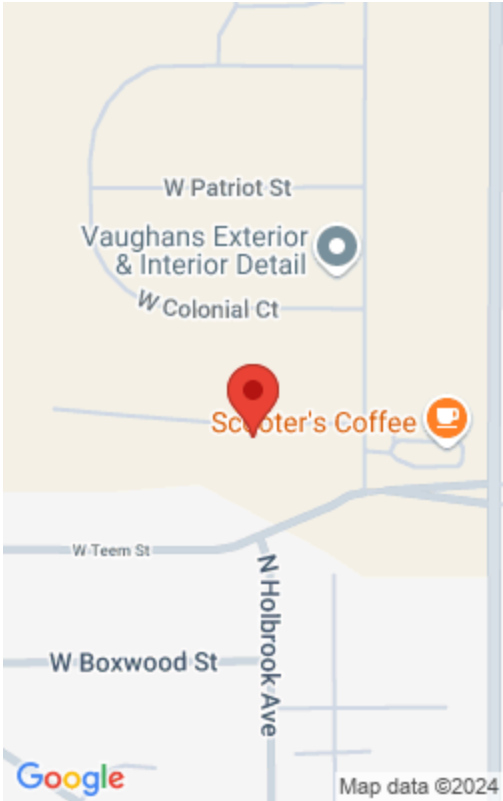 W Patriot St
Vaughans Exterior
& Interior Detail
W Colonial Ct
Scooter's Coffee
W Teem St
N Holbrook Ave
W Boxwood St
Google
Map data ©2024